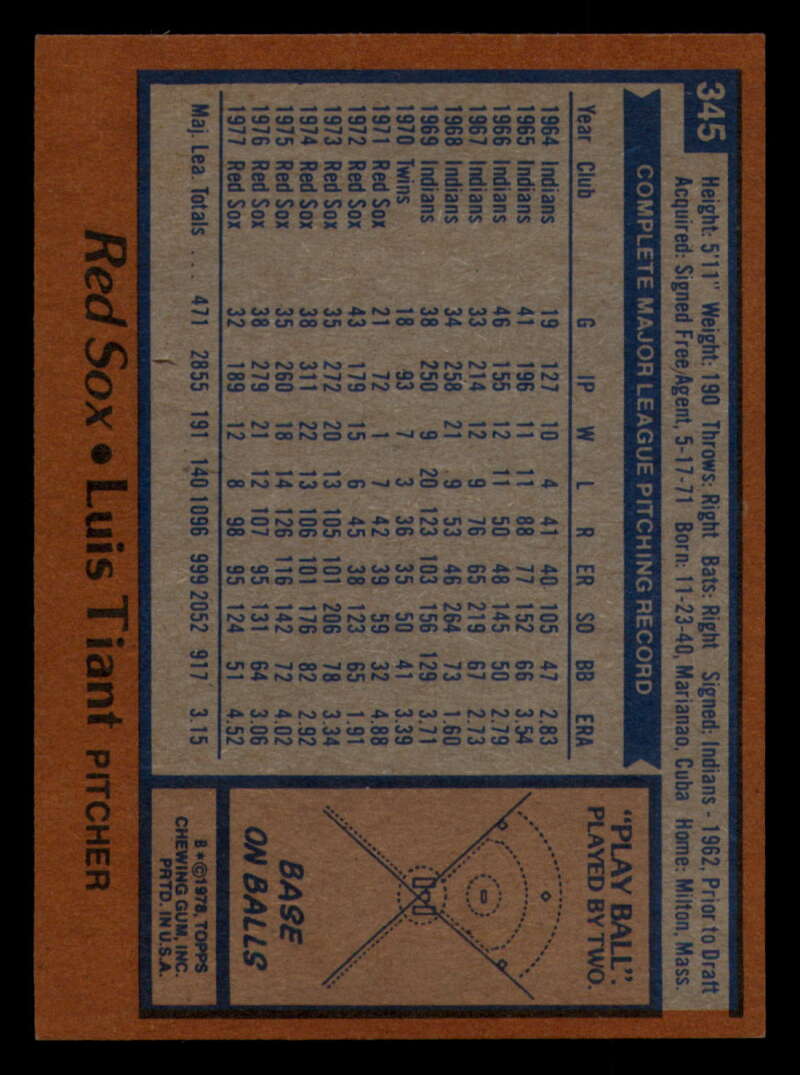 345
Height: 5'11" Weight: 190 Throws: Right Bats: Right Signed: Indians - 1962, Prior to Draft
Acquired: Signed Free Agent, 5-17-71 Born: 11-23-40, Marianao, Cuba Home: Milton, Mass.
COMPLETE MAJOR LEAGUE PITCHING RECORD
Year Club G IP W L R ER SO BB ERA
1964 Indians 19 127 10 4 41 40 105 47 2.83
1965 Indians 41 196 11 11 88 77 152 66 3.54
1966 Indians 46 155 12 11 50 48 145 50 2.79
1967 Indians 33 214 12 9 76 65 219 67 2.73
1968 Indians 34 258 21 9 53 46 264 73 1.60
1969 Indians 38 250 9 20 123 103 156 129 3.71
1970 Twins 18 93 7 3 36 35 50 41 3.39
1971 Red Sox 21 72 1 7 42 39 59 32 4.88
1972 Red Sox 43 179 15 6 45 38 123 65 1.91
1973 Red Sox 35 272 20 13 105 101 206 78 3.34
1974 Red Sox 38 311 22 13 106 101 176 82 2.92
1975 Red Sox 35 260 18 14 126 116 142 72 4.02
1976 Red Sox 38 279 21 12 107 95 131 64 3.06
1977 Red Sox 32 189 12 8 98 95 124 51 4.52
Maj. Lea. Totals ... 471 2855 191 140 1096 999 2052 917 3.15
"PLAY BALL".
PLAYED BY TWO.
BASE
ON BALLS
B*©1978, TOPPS
CHEWING GUM, INC.
PRTD. IN U.S.A.
Red Sox • Luis Tiant PITCHER